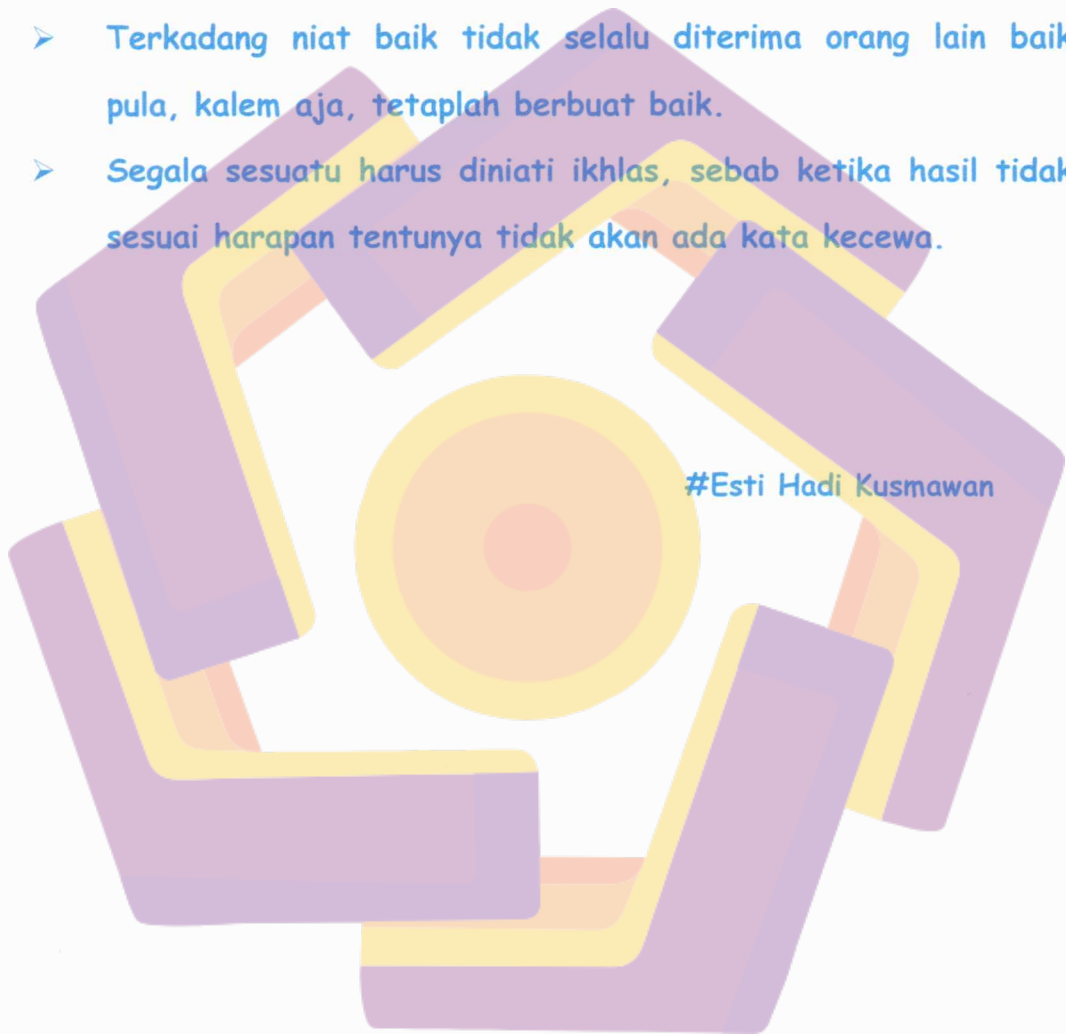 ➢ Terkadang niat baik tidak selalu diterima orang lain baik
pula, kalem aja, tetaplah berbuat baik.
➢ Segala sesuatu harus diniati ikhlas, sebab ketika hasil tidak
sesuai harapan tentunya tidak akan ada kata kecewa.
#Esti Hadi Kusmawan